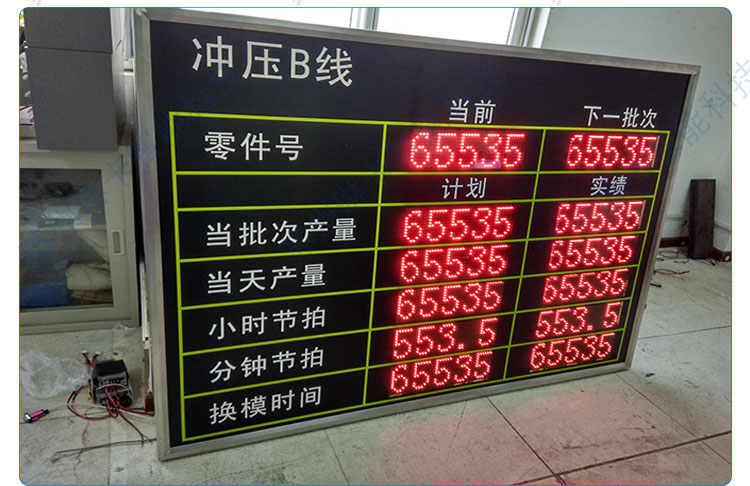 冲压B线
当前 下一批次
零件号 65535 65535
计划 实绩
当批次产量 65535 65535
当天产量 65535 65535
小时节拍 65535 65535
分钟节拍 553.5 553.5
换模时间 65535 65535